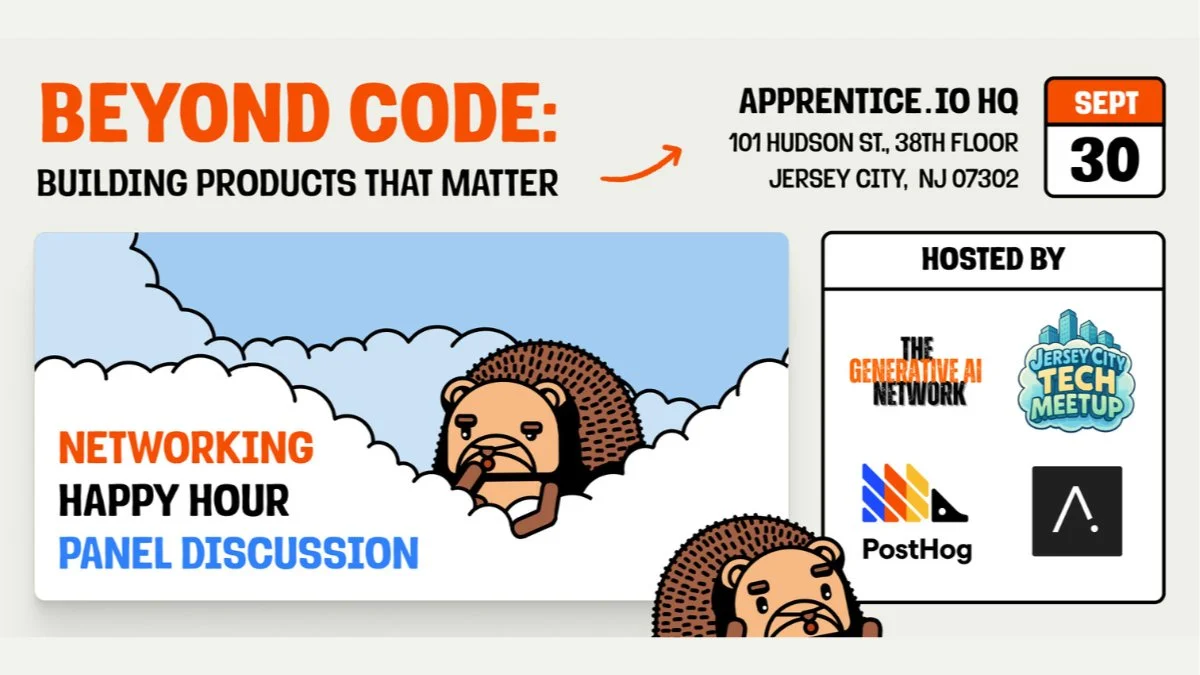 BEYOND CODE:
BUILDING PRODUCTS THAT MATTER
APPRENTICE.IO HQ
101 HUDSON ST., 38TH FLOOR
JERSEY CITY, NJ 07302
SEPT
30
NETWORKING
HAPPY HOUR
PANEL DISCUSSION
HOSTED BY
THE
GENERATIVE AI
NETWORK
JERSEY CITY
TECH
MEETUP
PostHog